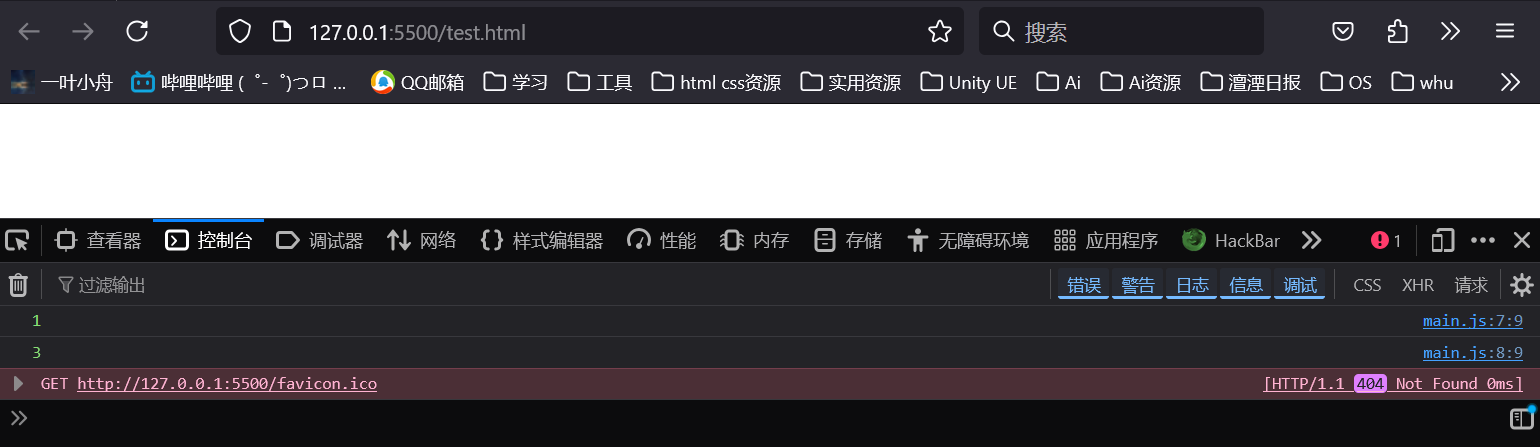 127.0.0.1:5500/test.html 搜索
一叶小舟 哔哩哔哩 ( ゜- ゜)つロ ... QQ邮箱 学习 工具 html css资源 实用资源 Unity UE Ai Ai资源 澶湮日报 OS whu
查看器 控制台 调试器 网络 样式编辑器 性能 内存 存储 无障碍环境 应用程序 HackBar 1
过滤输出 错误 警告 日志 信息 调试 CSS XHR 请求
1 main.js:7:9
3 main.js:8:9
GET http://127.0.0.1:5500/favicon.ico [HTTP/1.1 404 Not Found 0ms]